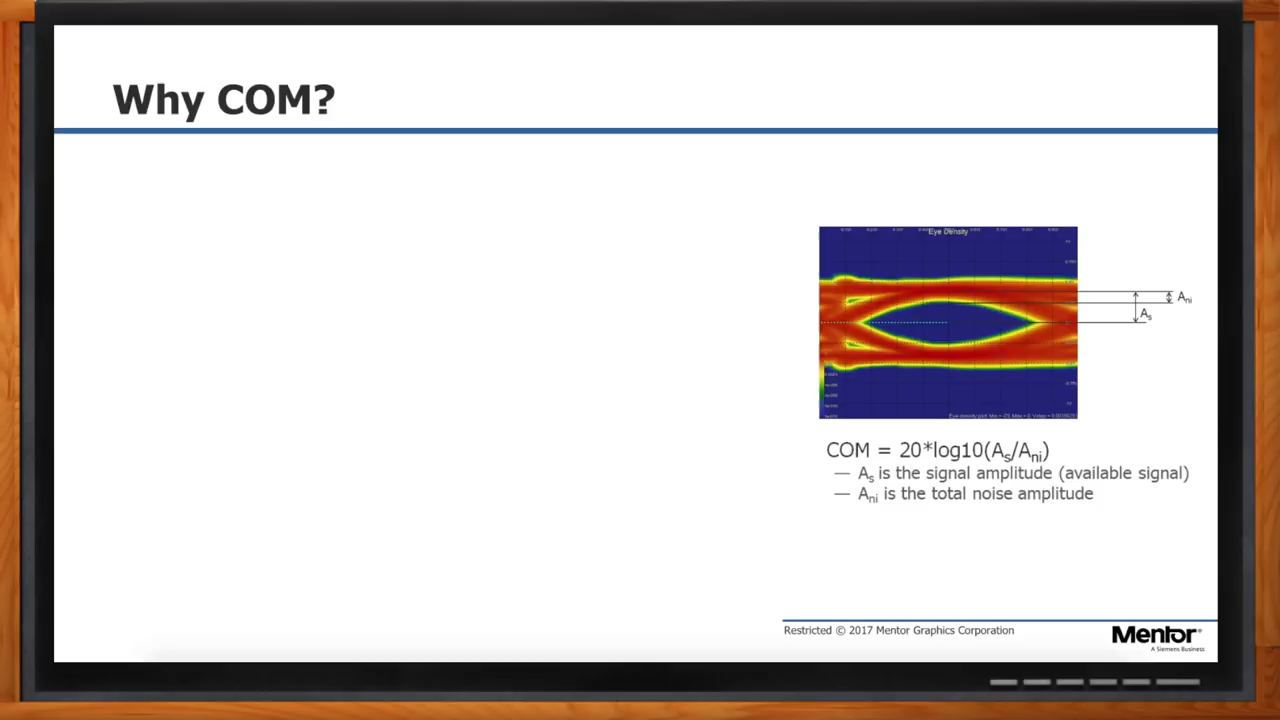 Why COM?
Eye Density
Ani
As
COM = 20*log10(As/Ani)
— As is the signal amplitude (available signal)
— Ani is the total noise amplitude
Restricted © 2017 Mentor Graphics Corporation
Mentor®
A Siemens Business